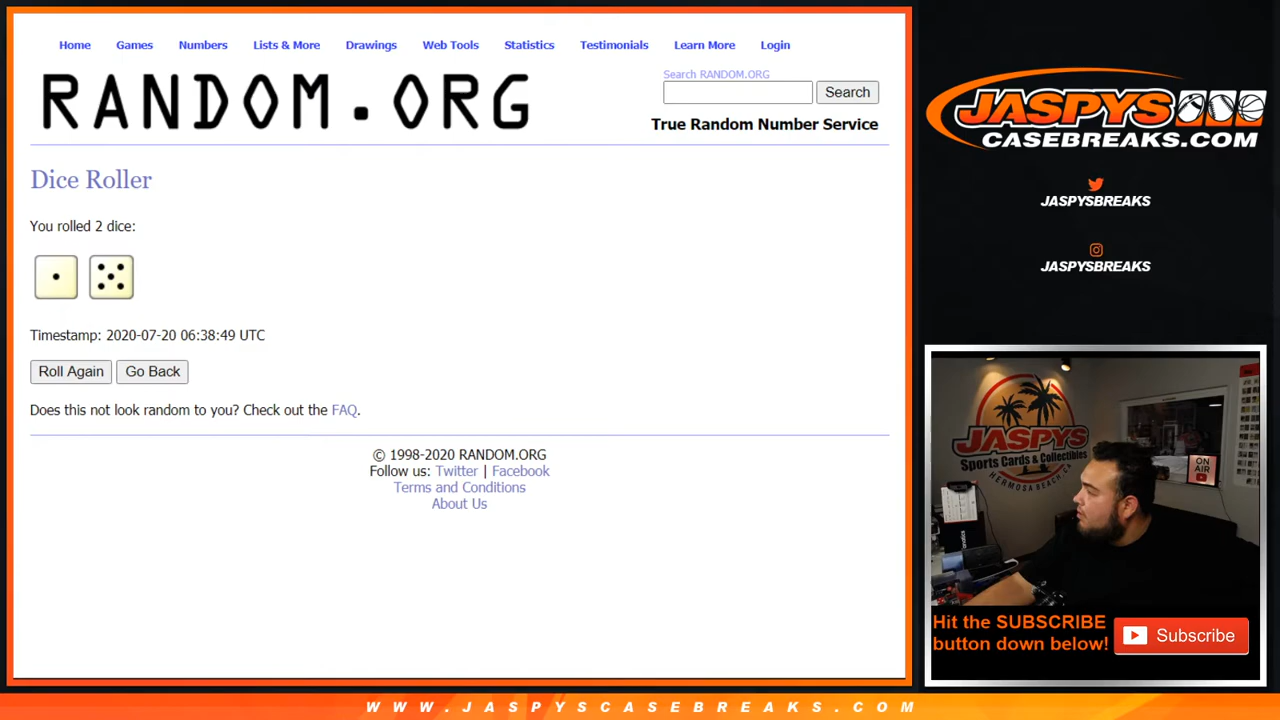 Home Games Numbers Lists & More Drawings Web Tools Statistics Testimonials Learn More Login
RANDOM.ORG
Search RANDOM.ORG
Search
True Random Number Service
Dice Roller
You rolled 2 dice:
Timestamp: 2020-07-20 06:38:49 UTC
Roll Again Go Back
Does this not look random to you? Check out the FAQ.
© 1998-2020 RANDOM.ORG
Follow us: Twitter | Facebook
Terms and Conditions
About Us
JASPYS
CASEBREAKS.COM
JASPYSBREAKS
JASPYSBREAKS
JASPYS
Sports Cards & Collectibles
HERMOSA BEACH, CA
ON
AIR
Hit the SUBSCRIBE
button down below!
Subscribe
WWW.JASPYSCASEBREAKS.COM